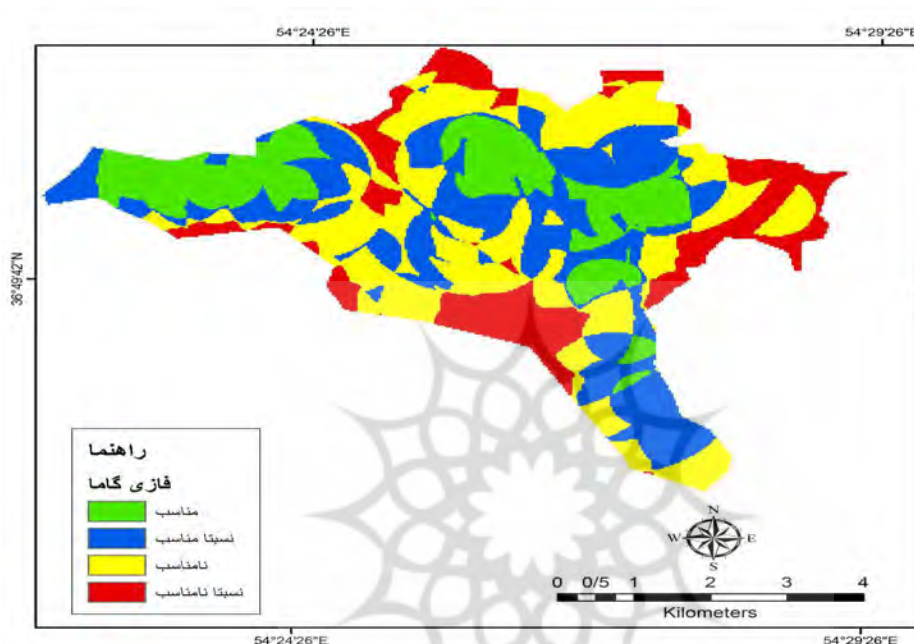 54°24'26"E 54°29'26"E
36°49'42"N
راهنما
فازی گاما
مناسب
نسبتا مناسب
نامناسب
نسبتا نامناسب
N
W E
S
0 0/5 1 2 3 4
Kilometers
54°24'26"E 54°29'26"E